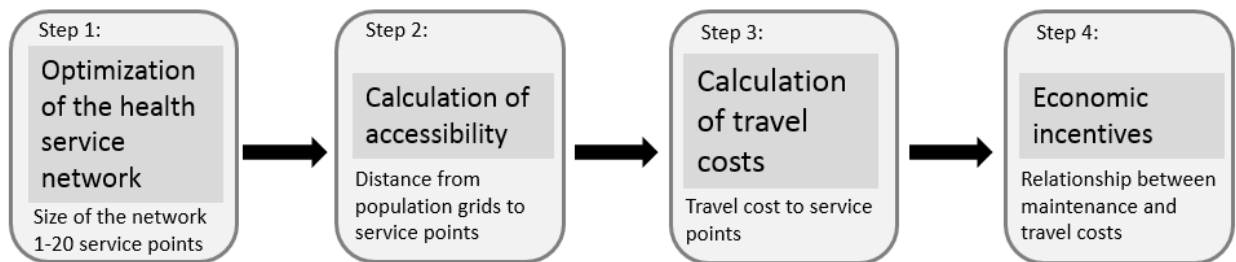 Step 1:
Optimization
of the health
service
network
Size of the network
1-20 service points
Step 2:
Calculation of
accessibility
Distance from
population grids to
service points
Step 3:
Calculation
of travel
costs
Travel cost to service
points
Step 4:
Economic
incentives
Relationship between
maintenance and
travel costs